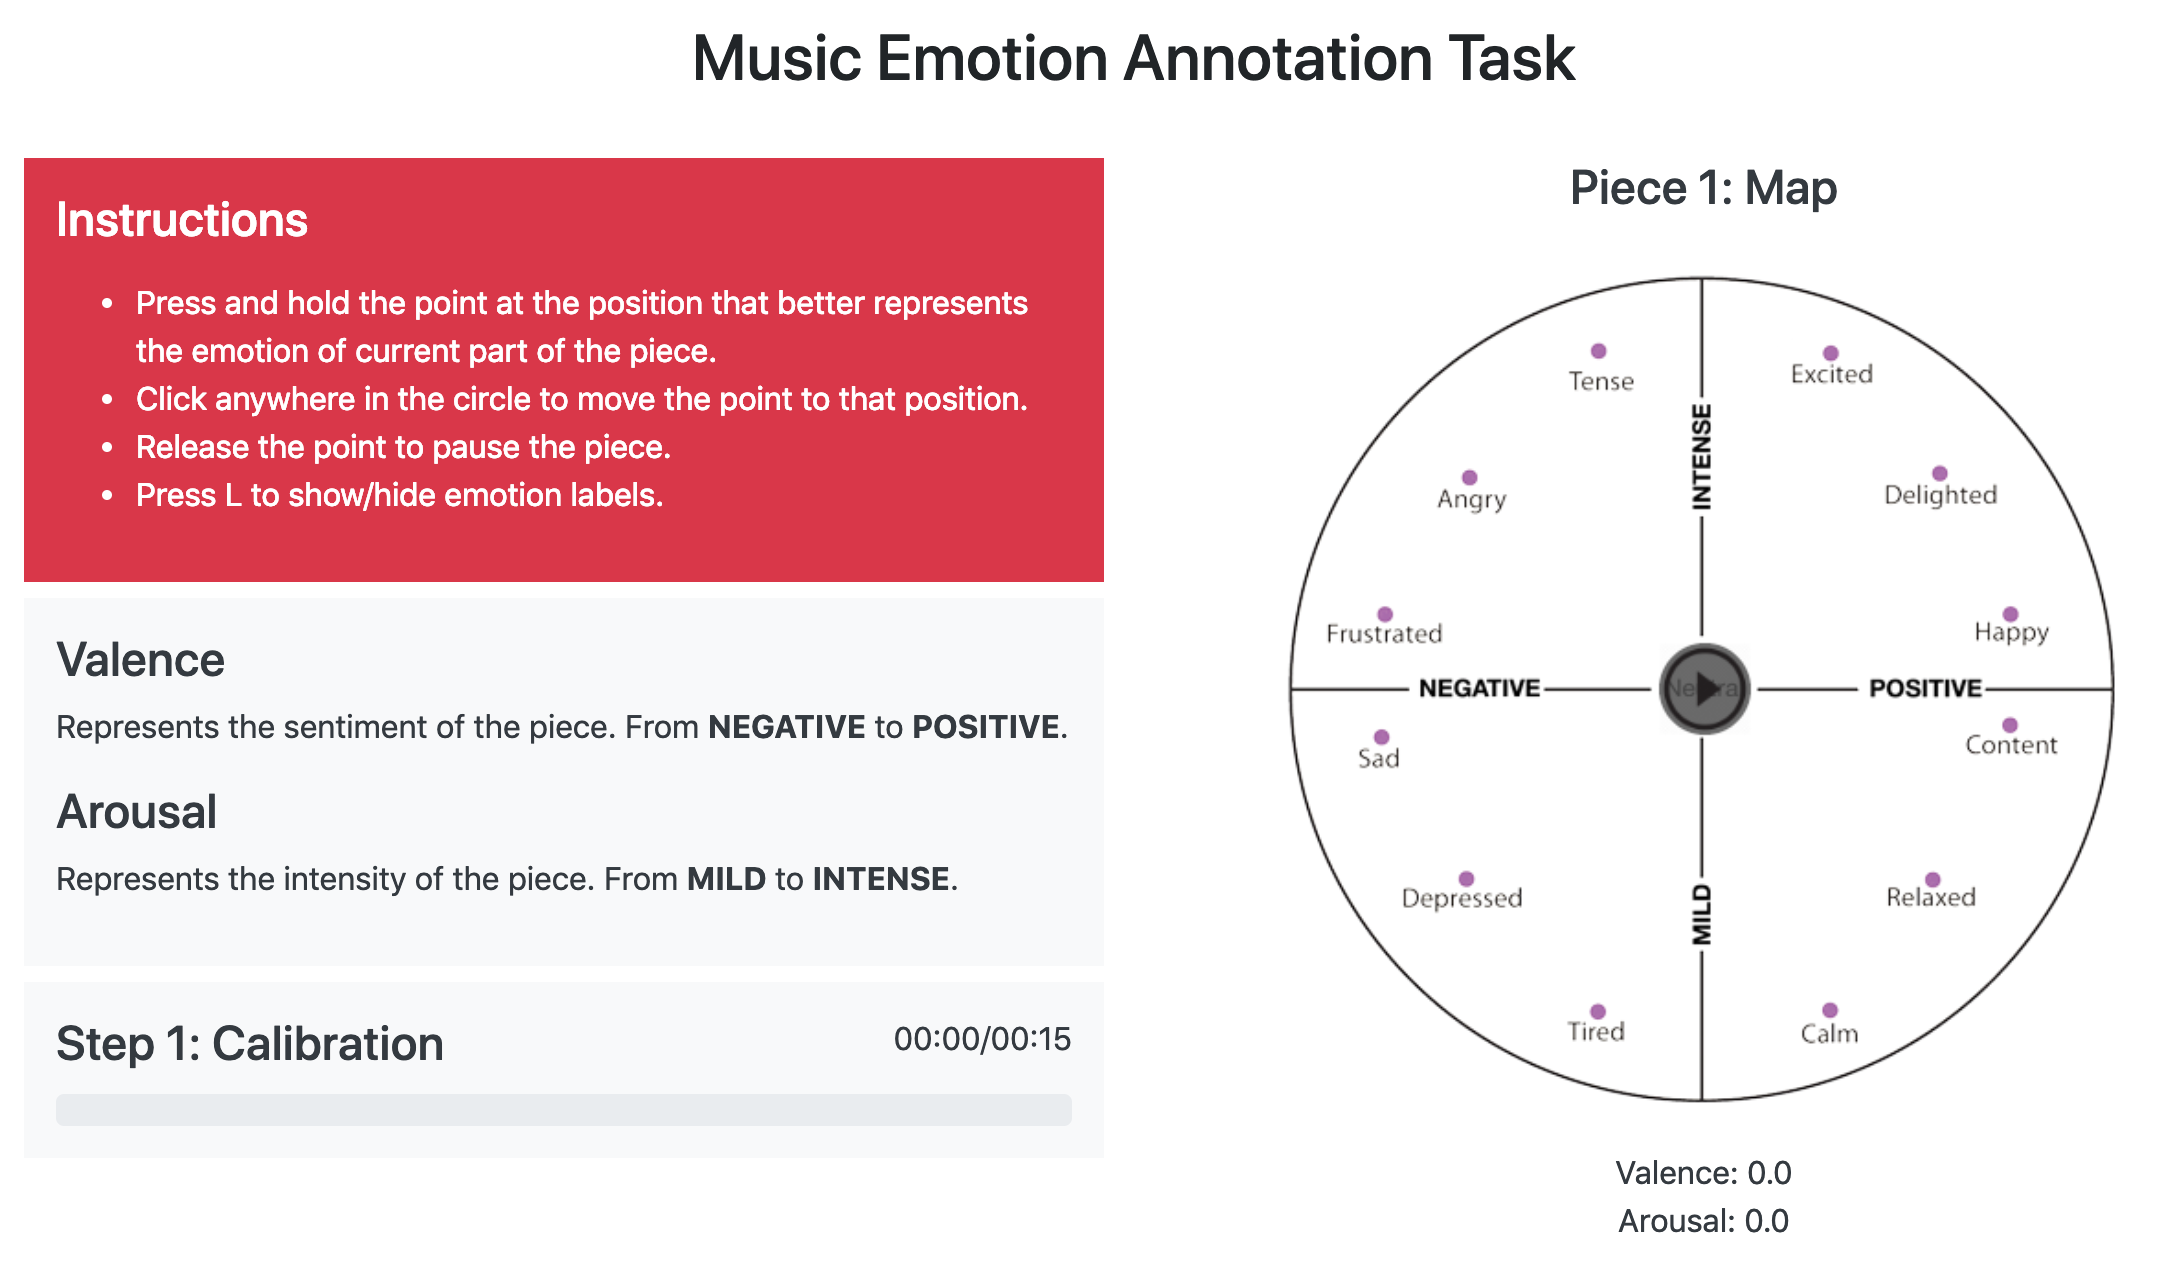 Music Emotion Annotation Task
Instructions
• Press and hold the point at the position that better represents
the emotion of current part of the piece.
• Click anywhere in the circle to move the point to that position.
• Release the point to pause the piece.
• Press L to show/hide emotion labels.
Valence
Represents the sentiment of the piece. From NEGATIVE to POSITIVE.
Arousal
Represents the intensity of the piece. From MILD to INTENSE.
Step 1: Calibration
00:00/00:15
Piece 1: Map
Tense
Excited
INTENSE
Angry
Delighted
Frustrated
Happy
NEGATIVE
Neutral
POSITIVE
Sad
Content
Depressed
Relaxed
MILD
Tired
Calm
Valence: 0.0
Arousal: 0.0